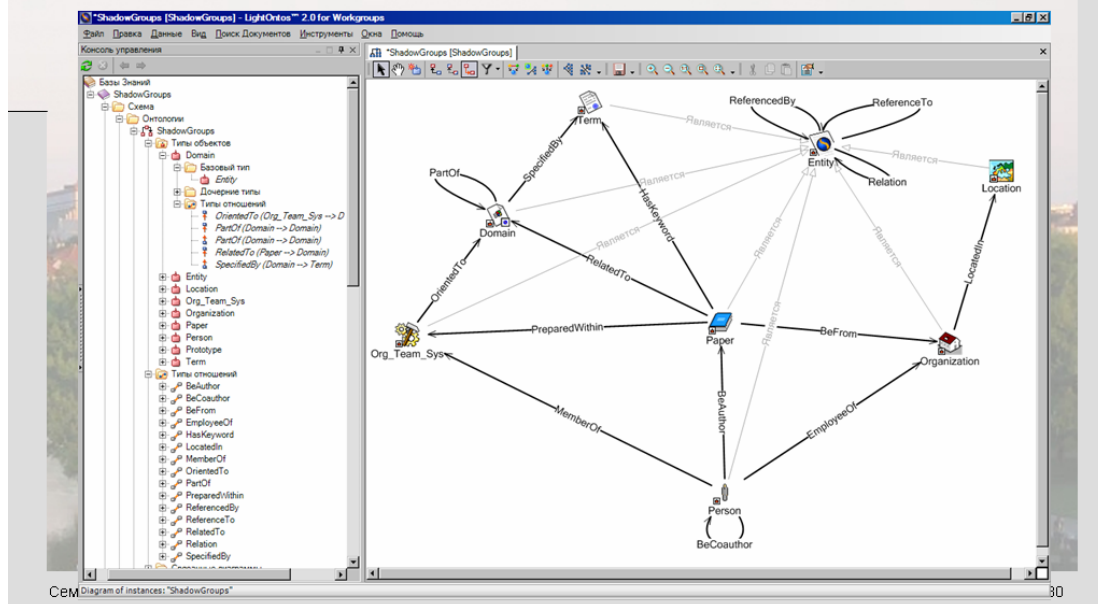 *ShadowGroups [ShadowGroups] - LightOntos™ 2.0 for Workgroups
Файл Правка Данные Вид Поиск Документов Инструменты Окна Помощь
Консоль управления
Базы Знаний
ShadowGroups
Схема
Онтологии
ShadowGroups
Типы объектов
Domain
Базовый тип
Entity
Дочерние типы
Типы отношений
OrientedTo (Org_Team_Sys --> D
PartOf (Domain --> Domain)
PartOf (Domain --> Domain)
RelatedTo (Paper --> Domain)
SpecifiedBy (Domain --> Term)
Entity
Location
Org_Team_Sys
Organization
Paper
Person
Prototype
Term
Типы отношений
BeAuthor
BeCoauthor
BeFrom
EmployeeOf
HasKeyword
LocatedIn
MemberOf
OrientedTo
PartOf
PreparedWithin
ReferencedBy
ReferenceTo
RelatedTo
Relation
SpecifiedBy
*ShadowGroups [ShadowGroups]
ReferencedBy
ReferenceTo
Term
Является
Entity
Является
Location
Relation
SpecifiedBy
PartOf
Является
HasKeyword
Domain
Является
RelatedTo
Является
Является
Является
LocatedIn
OrientedTo
Org_Team_Sys
PreparedWithin
Paper
BeFrom
Organization
MemberOf
BeAuthor
EmployeeOf
Person
BeCoauthor
Сем
Diagram of instances: "ShadowGroups"
30